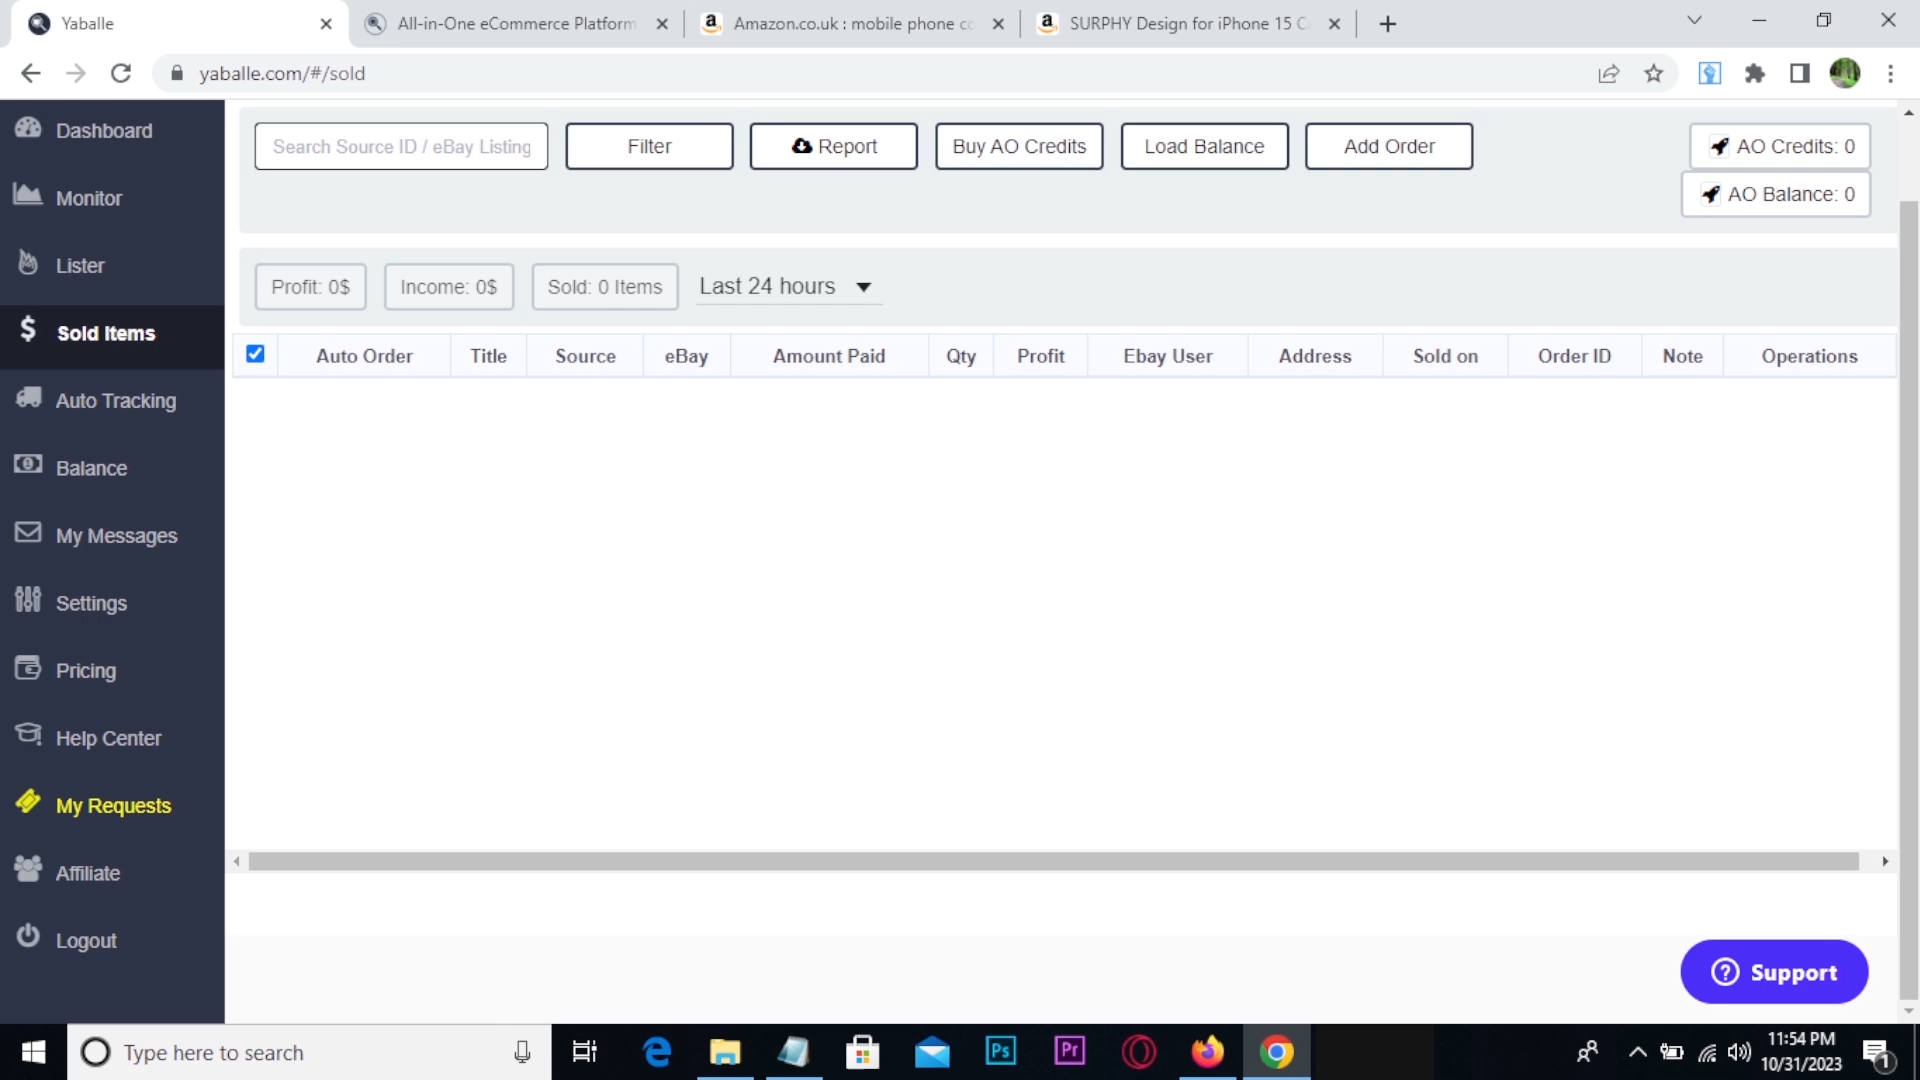 Yaballe
All-in-One eCommerce Platform
Amazon.co.uk : mobile phone cc
SURPHY Design for iPhone 15 C
yaballe.com/#/sold
Dashboard
Monitor
Lister
Sold Items
Auto Tracking
Balance
My Messages
Settings
Pricing
Help Center
My Requests
Affiliate
Logout
Search Source ID / eBay Listing
Filter
Report
Buy AO Credits
Load Balance
Add Order
AO Credits: 0
AO Balance: 0
Profit: 0$
Income: 0$
Sold: 0 Items
Last 24 hours
Auto Order Title Source eBay Amount Paid Qty Profit Ebay User Address Sold on Order ID Note Operations
Support
Type here to search
Ps
Pr
11:54 PM
10/31/2023
1